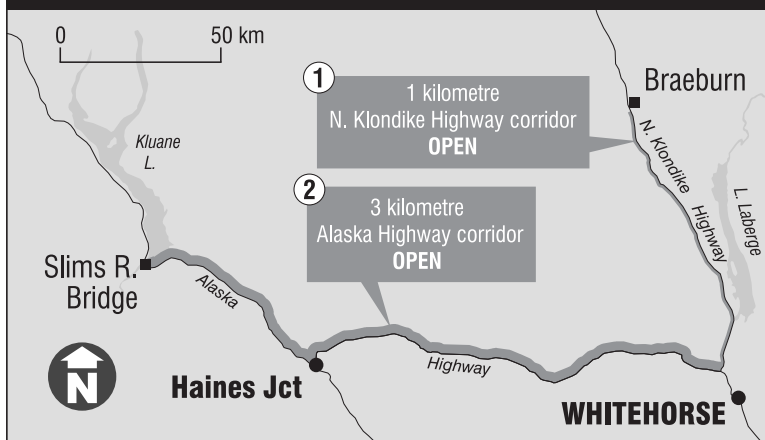 0
50 km
1
1 kilometre
N. Klondike Highway corridor
OPEN
Braeburn
N. Klondike
Highway
L. Laberge
Kluane
L.
2
3 kilometre
Alaska Highway corridor
OPEN
Slims R.
Bridge
Alaska
Highway
N
Haines Jct
WHITEHORSE